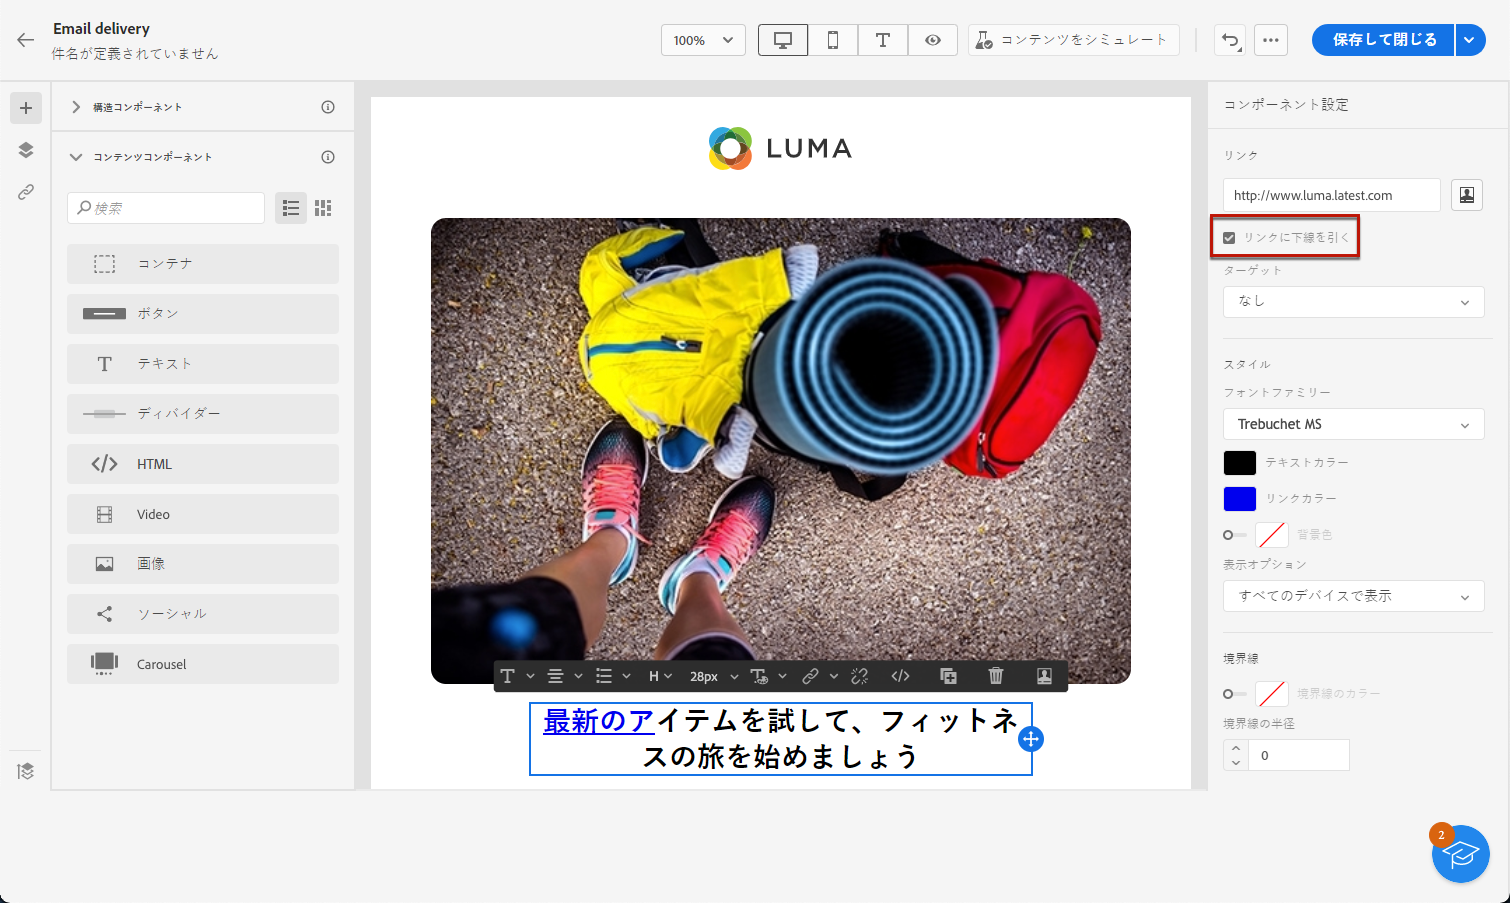 Email delivery
件名が定義されていません
100%
コンテンツをシミュレート
保存して閉じる
構造コンポーネント
コンテンツコンポーネント
検索
コンテナ
ボタン
テキスト
ディバイダー
HTML
Video
画像
ソーシャル
Carousel
LUMA
H
28px
最新のアイテムを試して、フィットネ
スの旅を始めましょう
コンポーネント設定
リンク
http://www.luma.latest.com
リンクに下線を引く
ターゲット
なし
スタイル
フォントファミリー
Trebuchet MS
テキストカラー
リンクカラー
背景色
表示オプション
すべてのデバイスで表示
境界線
境界線のカラー
境界線の半径
0
2